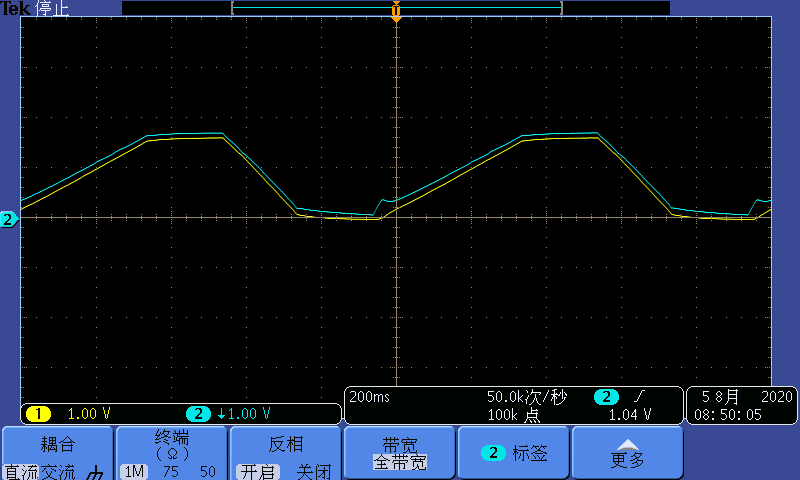 Tek 停止
T
2
200ms 50.0k次/秒 2
100k 点 1.04 V
1 1.00 V 2 ↓1.00 V
5 8月 2020
08:50:05
耦合
直流 交流
终端
(Ω)
1M 75 50
反相
开启 关闭
带宽
全带宽
2 标签
更多